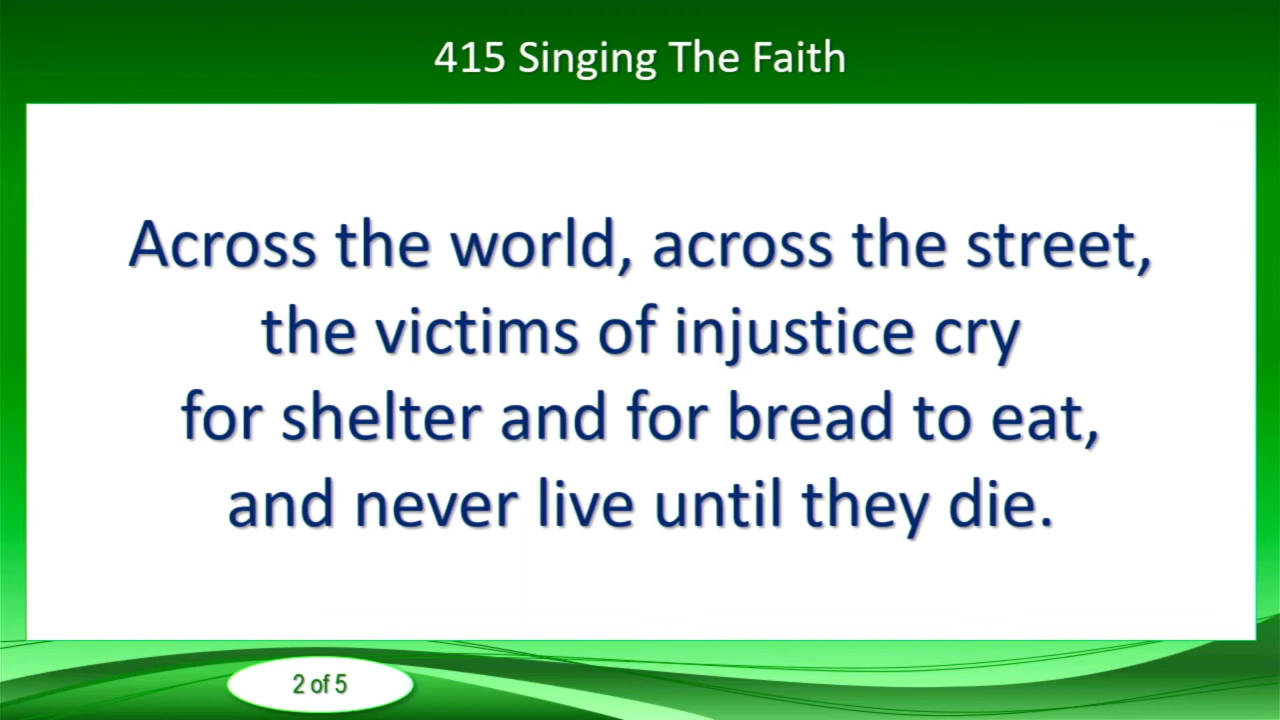 415 Singing The Faith
Across the world, across the street,
the victims of injustice cry
for shelter and for bread to eat,
and never live until they die.
2 of 5